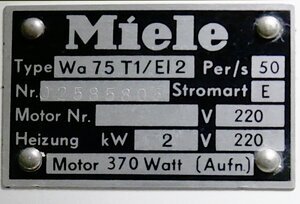 Miele
Type Wa 75 T1/El 2 Per/s 50
Nr. Stromart E
Motor Nr. V 220
Heizung kW 2 V 220
Motor 370 Watt (Aufn.)